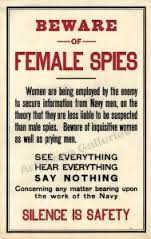 BEWARE
OF
FEMALE SPIES
Women are being employed by the enemy
to secure information from Navy men, on the
theory that they are less liable to be suspected
than male spies. Beware of inquisitive women
as well as prying men.
SEE EVERYTHING
HEAR EVERYTHING
SAY NOTHING
Concerning any matter bearing upon
the work of the Navy
SILENCE IS SAFETY